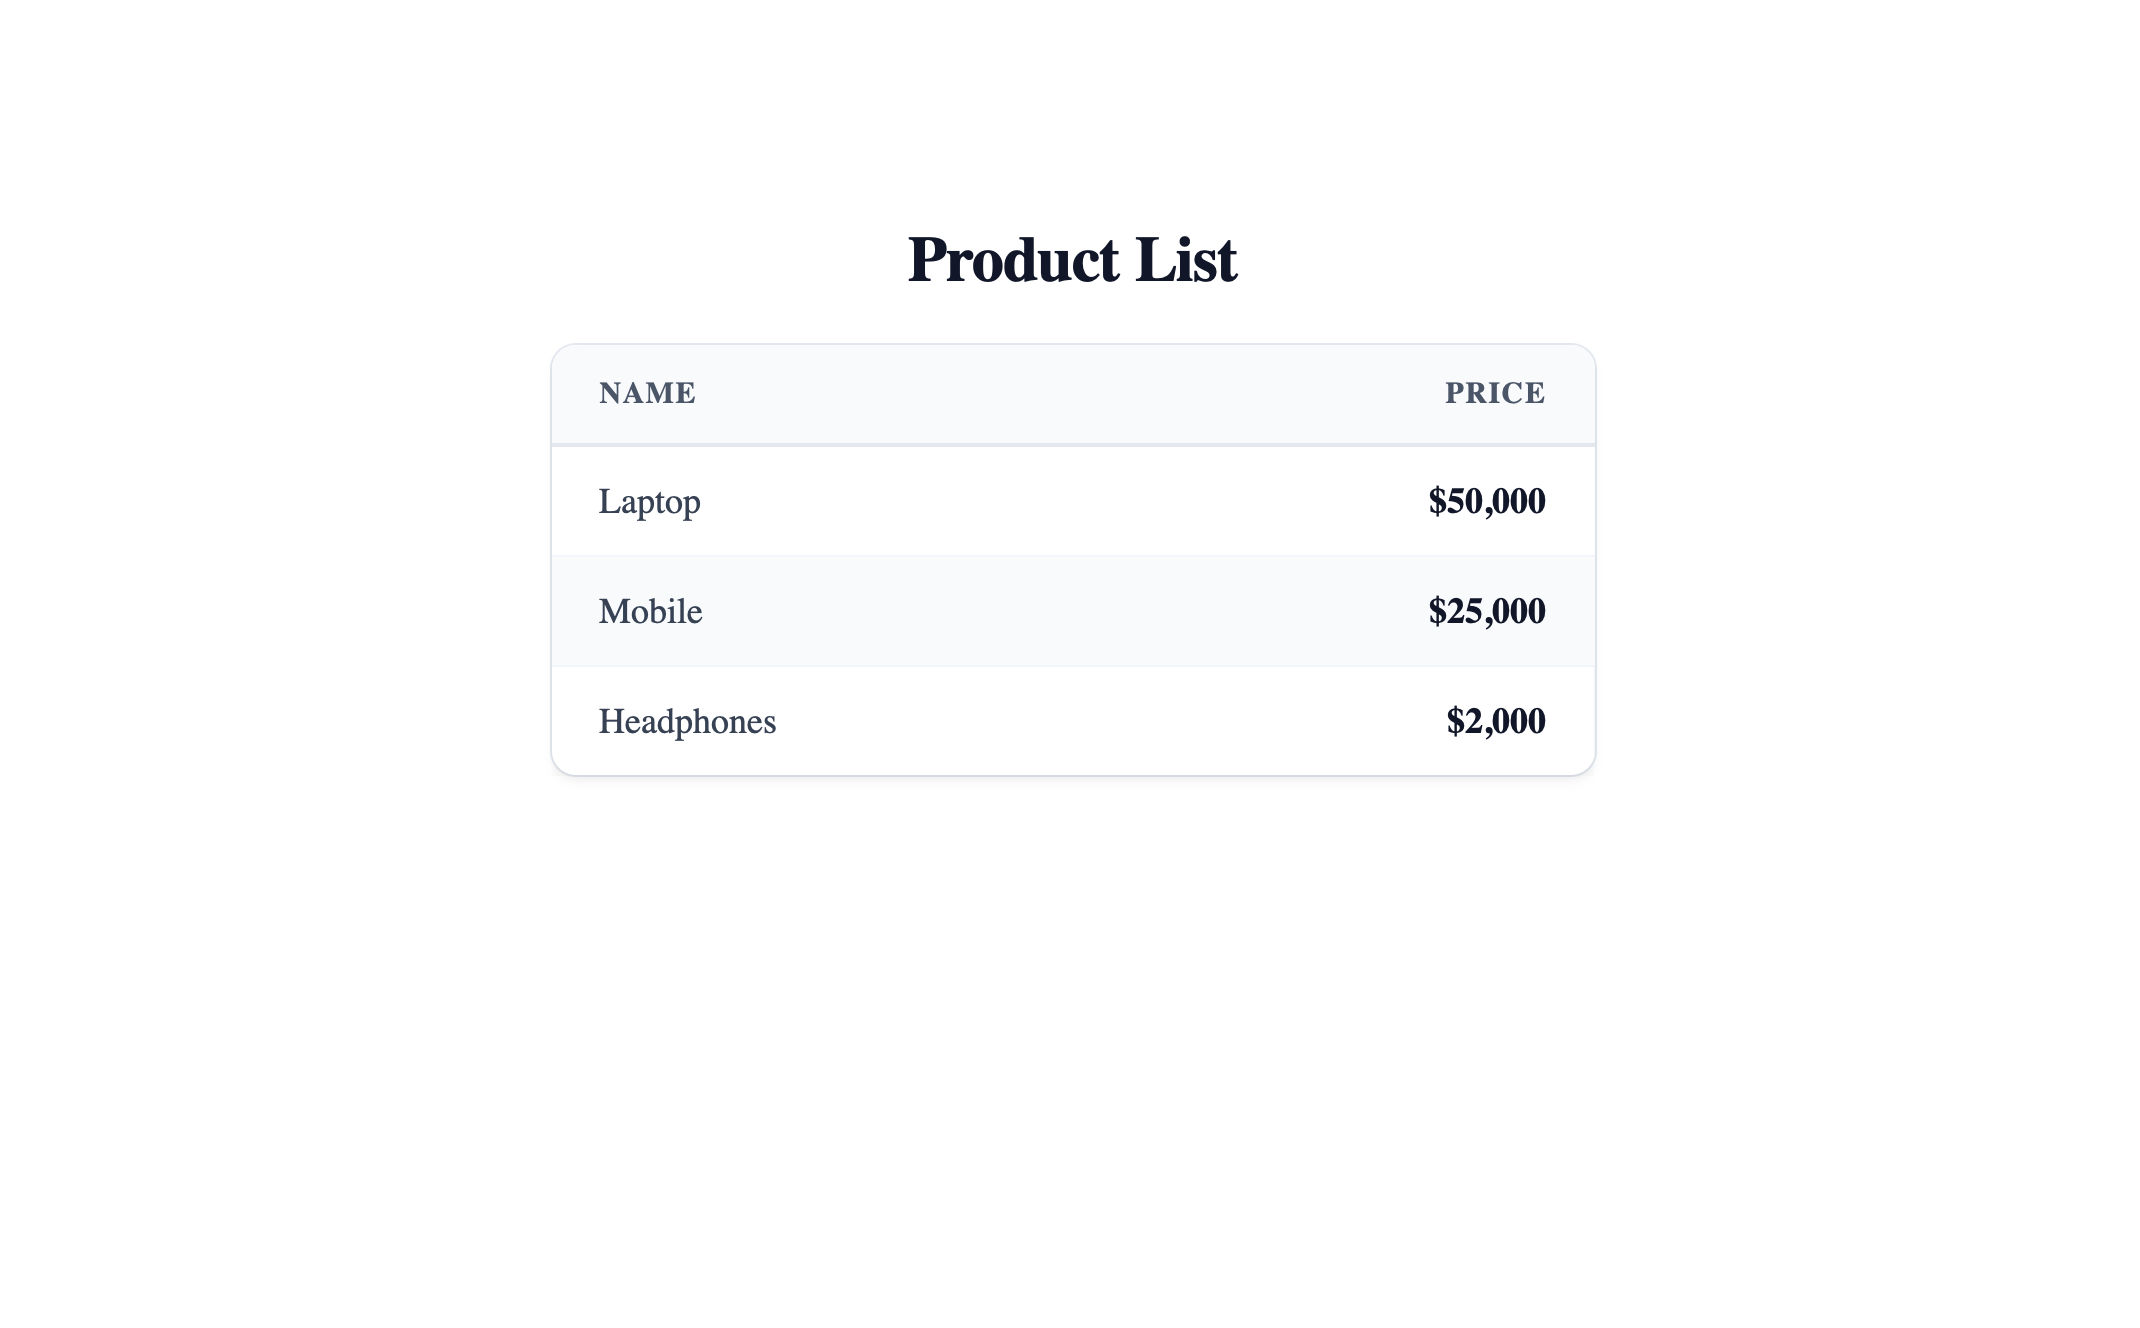 Product List
NAME PRICE
Laptop $50,000
Mobile $25,000
Headphones $2,000